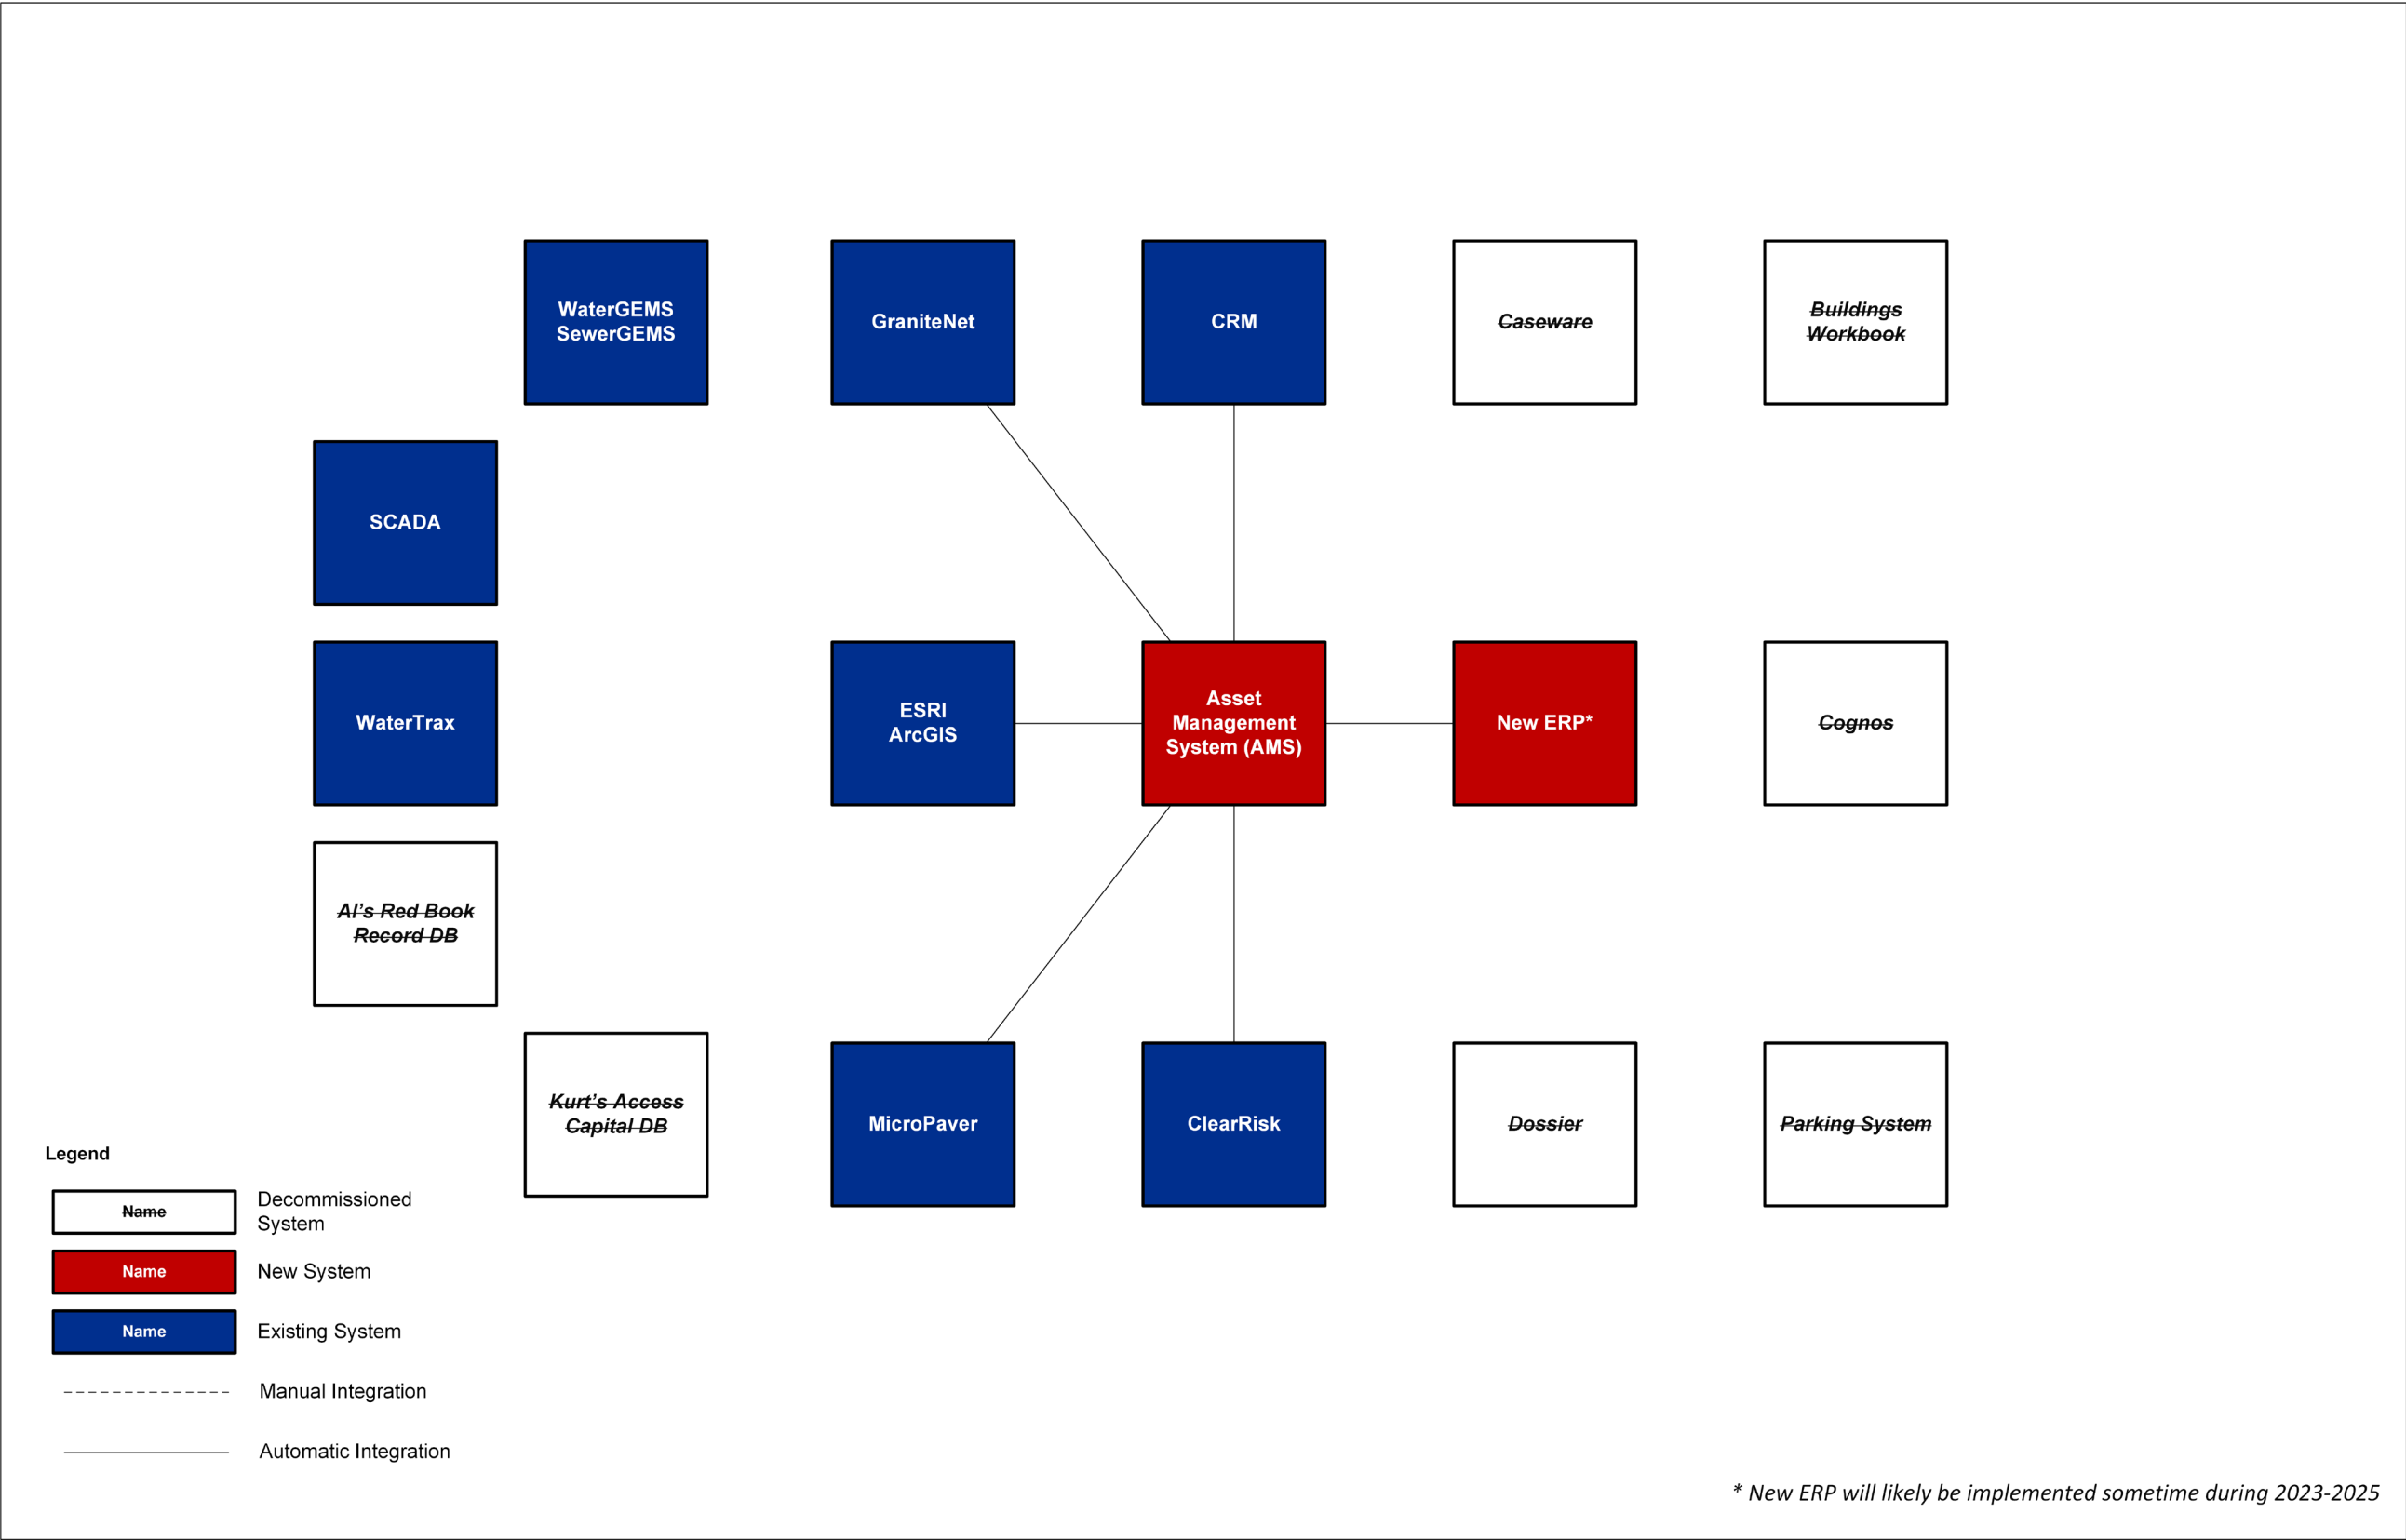 WaterGEMS
SewerGEMS
GraniteNet
CRM
Caseware
Buildings
Workbook
SCADA
WaterTrax
ESRI
ArcGIS
Asset
Management
System (AMS)
New ERP*
Cognos
Al’s Red Book
Record DB
Kurt’s Access
Capital DB
MicroPaver
ClearRisk
Dossier
Parking System
Legend
Name
Decommissioned
System
Name
New System
Name
Existing System
Manual Integration
Automatic Integration
* New ERP will likely be implemented sometime during 2023-2025